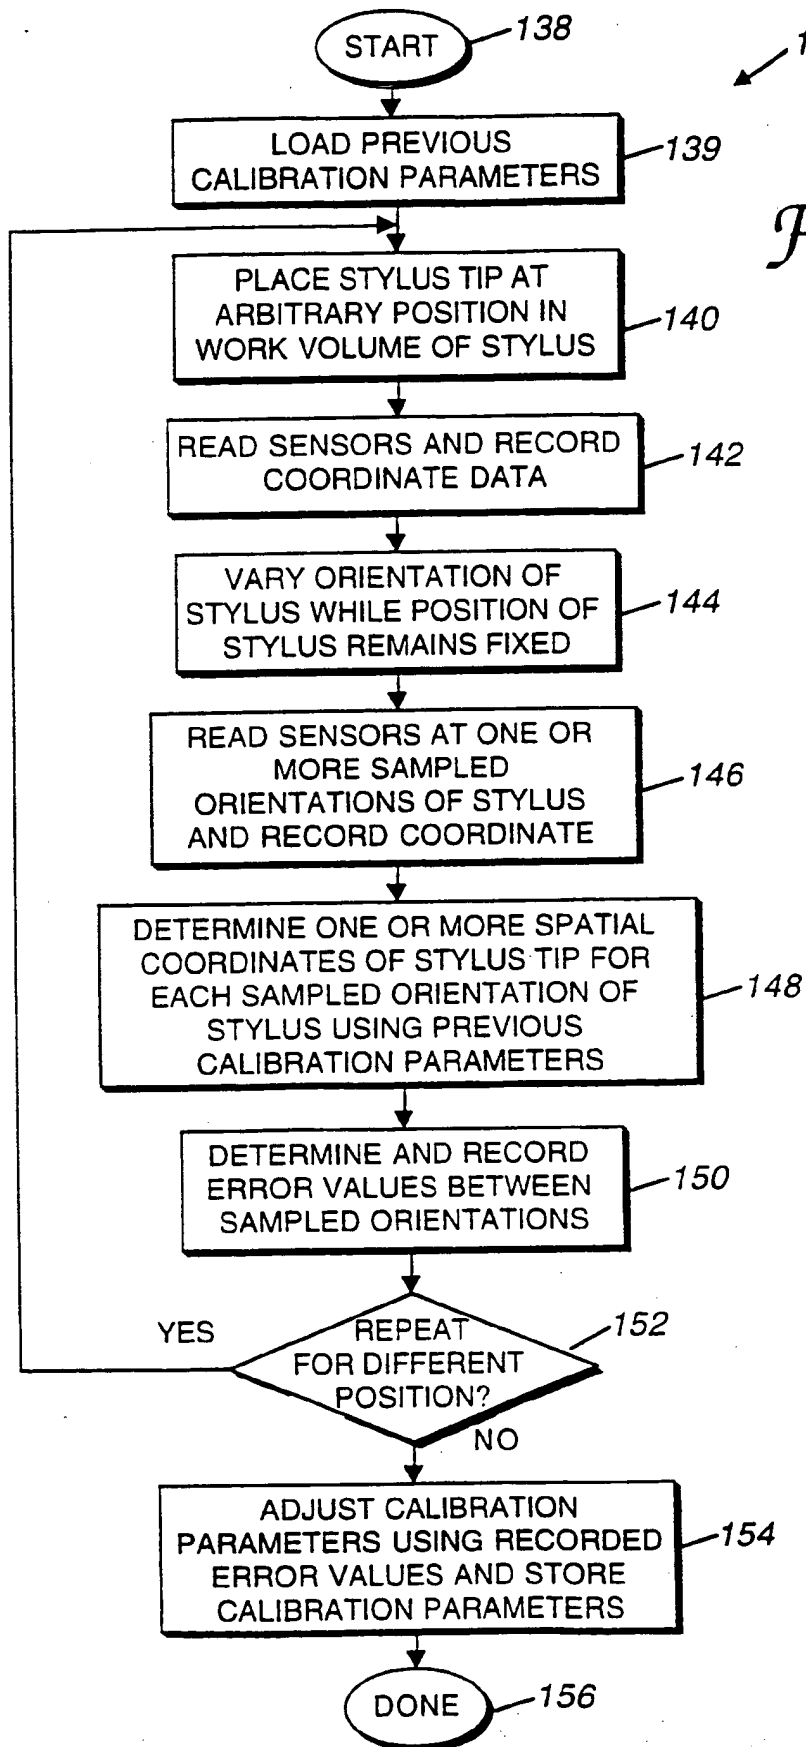 START
138
LOAD PREVIOUS
CALIBRATION PARAMETERS
139
PLACE STYLUS TIP AT
ARBITRARY POSITION IN
WORK VOLUME OF STYLUS
140
READ SENSORS AND RECORD
COORDINATE DATA
142
VARY ORIENTATION OF
STYLUS WHILE POSITION OF
STYLUS REMAINS FIXED
144
READ SENSORS AT ONE OR
MORE SAMPLED
ORIENTATIONS OF STYLUS
AND RECORD COORDINATE
146
DETERMINE ONE OR MORE SPATIAL
COORDINATES OF STYLUS TIP FOR
EACH SAMPLED ORIENTATION OF
STYLUS USING PREVIOUS
CALIBRATION PARAMETERS
148
DETERMINE AND RECORD
ERROR VALUES BETWEEN
SAMPLED ORIENTATIONS
150
YES
REPEAT
FOR DIFFERENT
POSITION?
152
NO
ADJUST CALIBRATION
PARAMETERS USING RECORDED
ERROR VALUES AND STORE
CALIBRATION PARAMETERS
154
DONE
156